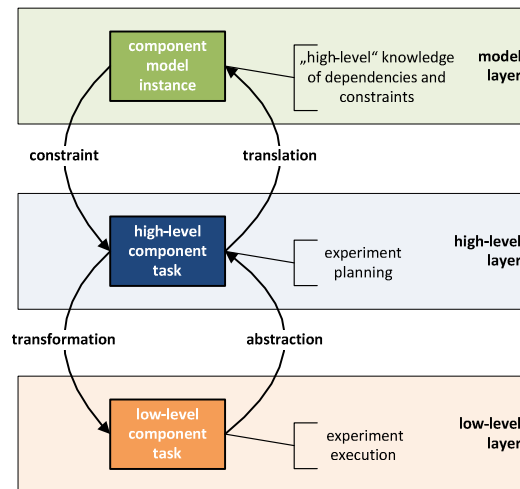 component
model
instance
„high-level“ knowledge
of dependencies and
constraints
model
layer
constraint
translation
high-level
component
task
experiment
planning
high-level
layer
transformation
abstraction
low-level
component
task
experiment
execution
low-level
layer